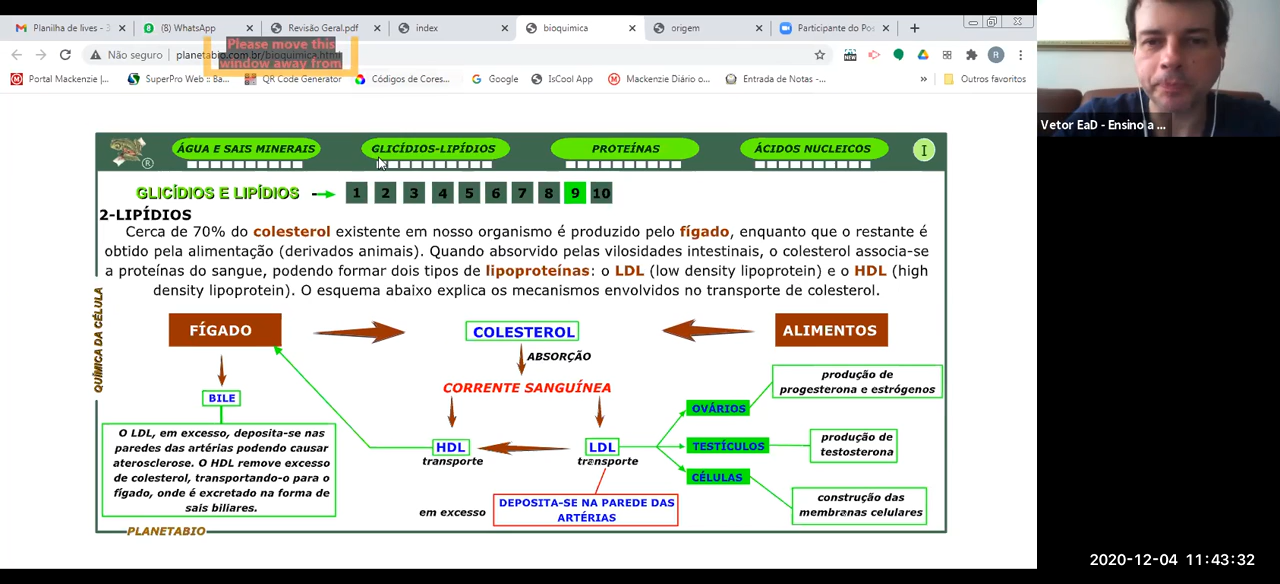 Planilha de lives - 3
(8) WhatsApp
Revisão Geral.pdf
index
bioquimica
origem
Participante do Pos
Não seguro
planetabio.com.br/bioquimica.html
Please move this
window away from
NEW
R
Portal Mackenzie |...
SuperPro Web :: Ba...
QR Code Generator
Códigos de Cores...
Google
IsCool App
Mackenzie Diário o...
Entrada de Notas -...
»
Outros favoritos
Vetor EaD - Ensino a ...
ÁGUA E SAIS MINERAIS
GLICÍDIOS-LIPÍDIOS
PROTEÍNAS
ÁCIDOS NUCLEICOS
I
GLICÍDIOS E LIPÍDIOS
1 2 3 4 5 6 7 8 9 10
2-LIPÍDIOS
Cerca de 70% do colesterol existente em nosso organismo é produzido pelo fígado, enquanto que o restante é
obtido pela alimentação (derivados animais). Quando absorvido pelas vilosidades intestinais, o colesterol associa-se
a proteínas do sangue, podendo formar dois tipos de lipoproteínas: o LDL (low density lipoprotein) e o HDL (high
density lipoprotein). O esquema abaixo explica os mecanismos envolvidos no transporte de colesterol.
QUÍMICA DA CÉLULA
FÍGADO
COLESTEROL
ALIMENTOS
ABSORÇÃO
CORRENTE SANGUÍNEA
BILE
O LDL, em excesso, deposita-se nas
paredes das artérias podendo causar
aterosclerose. O HDL remove excesso
de colesterol, transportando-o para o
fígado, onde é excretado na forma de
sais biliares.
HDL
transporte
LDL
transporte
em excesso
DEPOSITA-SE NA PAREDE DAS
ARTÉRIAS
OVÁRIOS
produção de
progesterona e estrógenos
TESTÍCULOS
produção de
testosterona
CÉLULAS
construção das
membranas celulares
PLANETABIO
2020-12-04 11:43:32